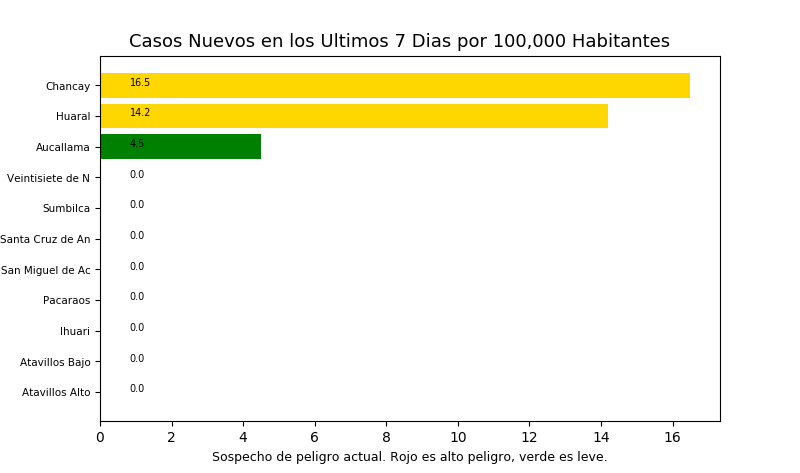 Casos Nuevos en los Ultimos 7 Dias por 100,000 Habitantes
Chancay 16.5
Huaral 14.2
Aucallama 4.5
Veintisiete de N 0.0
Sumbilca 0.0
Santa Cruz de An 0.0
San Miguel de Ac 0.0
Pacaraos 0.0
Ihuari 0.0
Atavillos Bajo 0.0
Atavillos Alto 0.0
0 2 4 6 8 10 12 14 16
Sospecho de peligro actual. Rojo es alto peligro, verde es leve.